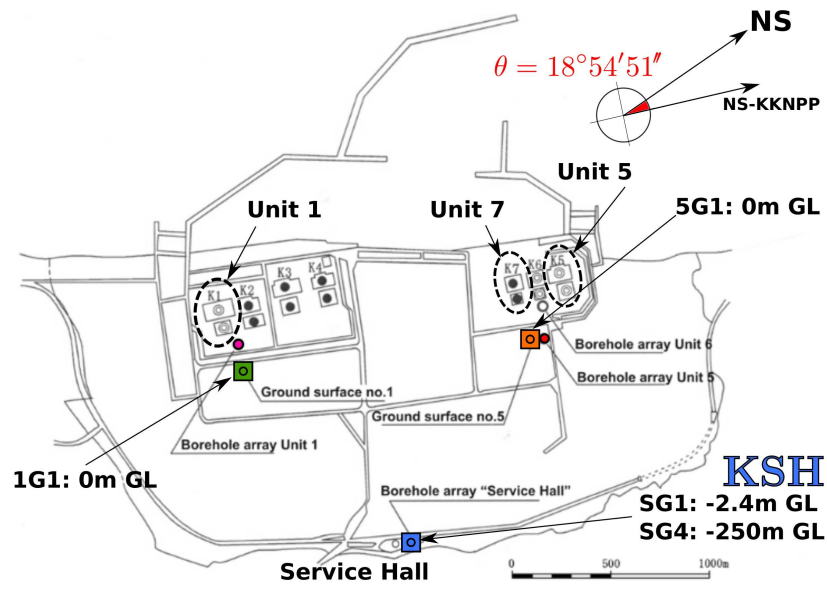 NS
θ = 18°54′51″
NS-KKNPP
Unit 5
Unit 1
Unit 7
5G1: 0m GL
K1
K2
K3
K4
K7
K6
K5
Borehole array Unit 6
Borehole array Unit 5
Ground surface no.1
Ground surface no.5
Borehole array Unit 1
1G1: 0m GL
KSH
Borehole array “Service Hall”
SG1: -2.4m GL
SG4: -250m GL
Service Hall
0 500 1000m